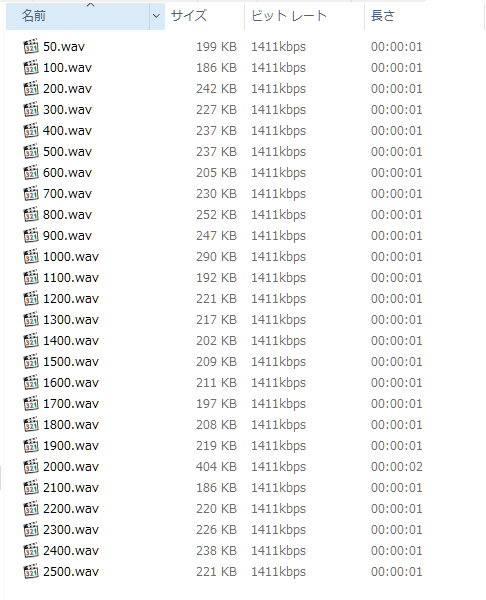 名前 サイズ ビット レート 長さ
50.wav 199 KB 1411kbps 00:00:01
100.wav 186 KB 1411kbps 00:00:01
200.wav 242 KB 1411kbps 00:00:01
300.wav 227 KB 1411kbps 00:00:01
400.wav 237 KB 1411kbps 00:00:01
500.wav 237 KB 1411kbps 00:00:01
600.wav 205 KB 1411kbps 00:00:01
700.wav 230 KB 1411kbps 00:00:01
800.wav 252 KB 1411kbps 00:00:01
900.wav 247 KB 1411kbps 00:00:01
1000.wav 290 KB 1411kbps 00:00:01
1100.wav 192 KB 1411kbps 00:00:01
1200.wav 221 KB 1411kbps 00:00:01
1300.wav 217 KB 1411kbps 00:00:01
1400.wav 202 KB 1411kbps 00:00:01
1500.wav 209 KB 1411kbps 00:00:01
1600.wav 211 KB 1411kbps 00:00:01
1700.wav 197 KB 1411kbps 00:00:01
1800.wav 208 KB 1411kbps 00:00:01
1900.wav 219 KB 1411kbps 00:00:01
2000.wav 404 KB 1411kbps 00:00:02
2100.wav 186 KB 1411kbps 00:00:01
2200.wav 220 KB 1411kbps 00:00:01
2300.wav 226 KB 1411kbps 00:00:01
2400.wav 238 KB 1411kbps 00:00:01
2500.wav 221 KB 1411kbps 00:00:01